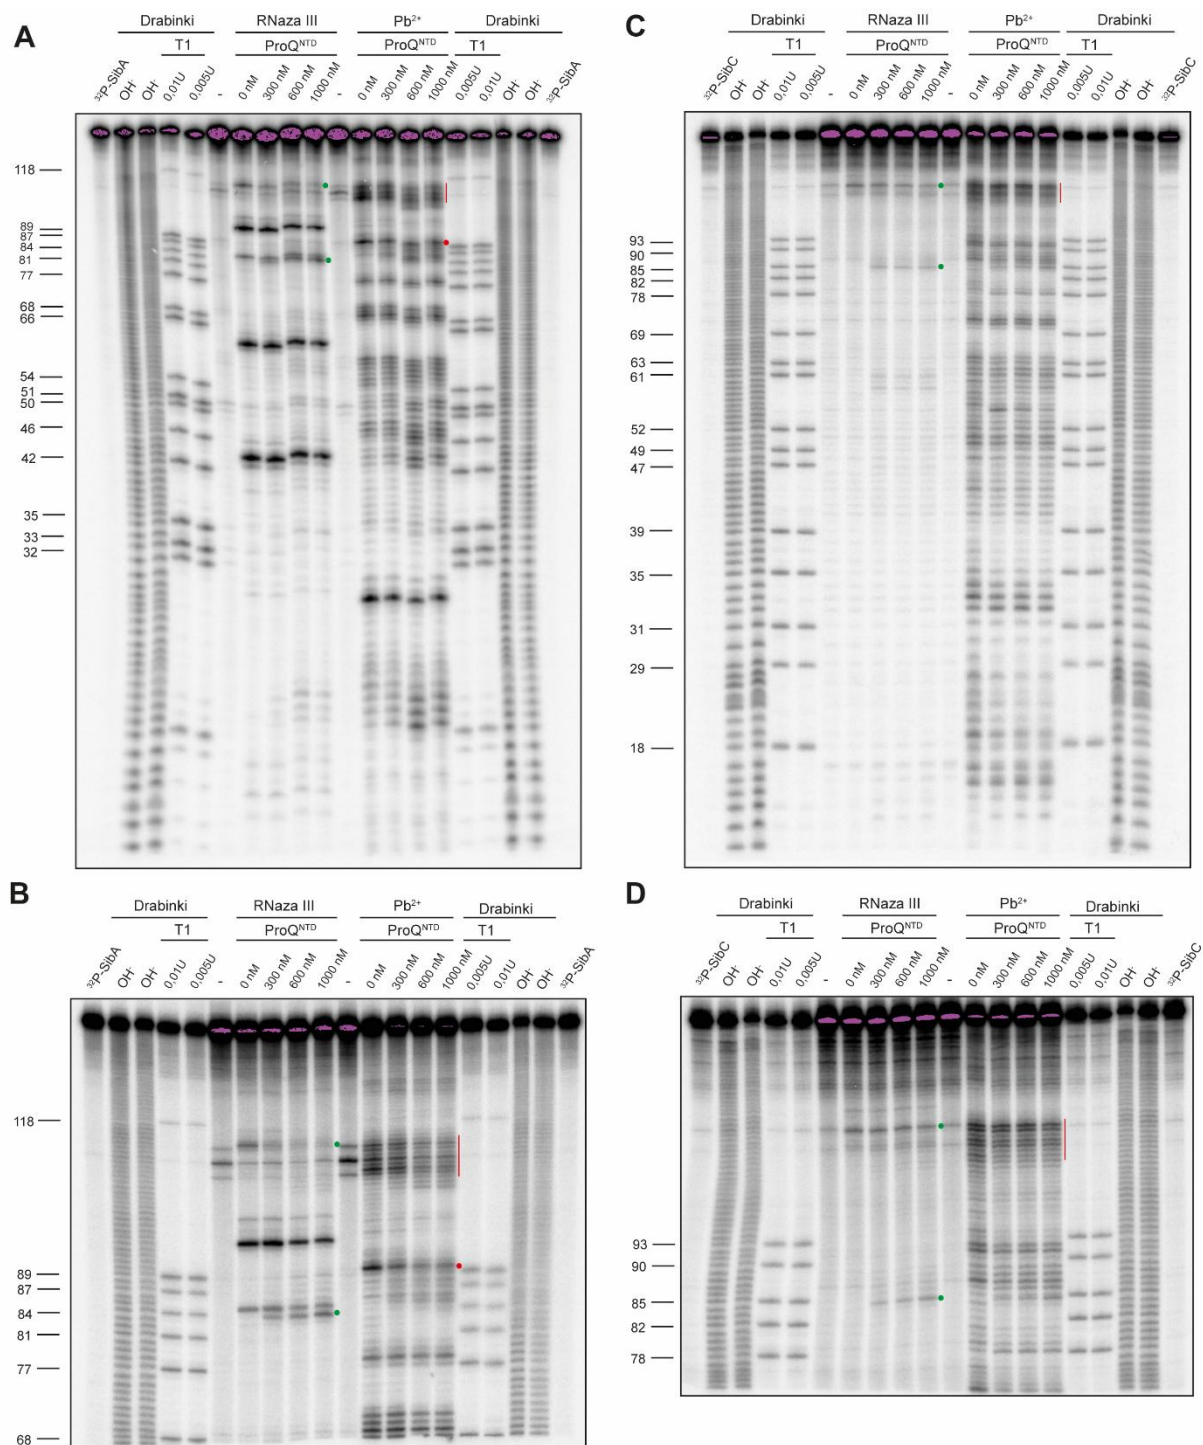 A
Drabinki RNaza III Pb²⁺ Drabinki
T1 ProQᴺᵀᴰ ProQᴺᵀᴰ T1
³²P-SibA OH⁻ OH⁻ 0,01U 0,005U - 0 nM 300 nM 600 nM 1000 nM - 0 nM 300 nM 600 nM 1000 nM 0,005U 0,01U OH⁻ OH⁻ ³²P-SibA
118
89
87
84
81
77
68
66
54
51
50
46
42
35
33
32
B
Drabinki RNaza III Pb²⁺ Drabinki
T1 ProQᴺᵀᴰ ProQᴺᵀᴰ T1
³²P-SibA OH⁻ OH⁻ 0,01U 0,005U - 0 nM 300 nM 600 nM 1000 nM - 0 nM 300 nM 600 nM 1000 nM 0,005U 0,01U OH⁻ OH⁻ ³²P-SibA
118
89
87
84
81
77
68
C
Drabinki RNaza III Pb²⁺ Drabinki
T1 ProQᴺᵀᴰ ProQᴺᵀᴰ T1
³²P-SibC OH⁻ OH⁻ 0,01U 0,005U - 0 nM 300 nM 600 nM 1000 nM - 0 nM 300 nM 600 nM 1000 nM 0,005U 0,01U OH⁻ OH⁻ ³²P-SibC
93
90
85
82
78
69
63
61
52
49
47
39
35
31
29
18
D
Drabinki RNaza III Pb²⁺ Drabinki
T1 ProQᴺᵀᴰ ProQᴺᵀᴰ T1
³²P-SibC OH⁻ OH⁻ 0,01U 0,005U - 0 nM 300 nM 600 nM 1000 nM - 0 nM 300 nM 600 nM 1000 nM 0,005U 0,01U OH⁻ OH⁻ ³²P-SibC
93
90
85
82
78